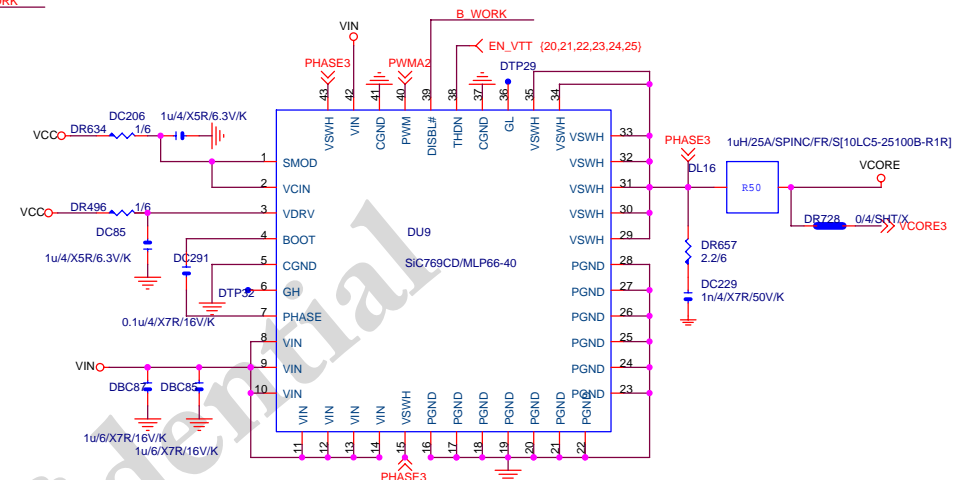 RK
B_WORK
VIN
EN_VTT {20,21,22,23,24,25}
PHASE3
PWMA2
DTP29
43
42
41
40
39
38
37
36
35
34
VSWH
VIN
CGND
PWM
DISBL#
THDN
CGND
GL
VSWH
VSWH
DC206
1u/4/X5R/6.3V/K
VCC
DR634
1/6
1
SMOD
2
VCIN
VCC
DR496
1/6
3
VDRV
DC85
4
BOOT
1u/4/X5R/6.3V/K
DC291
5
CGND
DTP32
6
GH
0.1u/4/X7R/16V/K
7
PHASE
8
VIN
VIN
9
VIN
DBC87
DBC85
10
VIN
1u/6/X7R/16V/K
1u/6/X7R/16V/K
DU9
SiC769CD/MLP66-40
VSWH
33
VSWH
32
VSWH
31
VSWH
30
VSWH
29
PGND
28
PGND
27
PGND
26
PGND
25
PGND
24
PGND
23
VIN
VIN
VIN
VIN
VSWH
PGND
PGND
PGND
PGND
PGND
PGND
PGND
11
12
13
14
15
16
17
18
19
20
21
22
PHASE3
PHASE3
1uH/25A/SPINC/FR/S[10LC5-25100B-R1R]
DL16
R50
VCORE
DR728
0/4/SHT/X
VCORE3
DR657
2.2/6
DC229
1n/4/X7R/50V/K
fidential